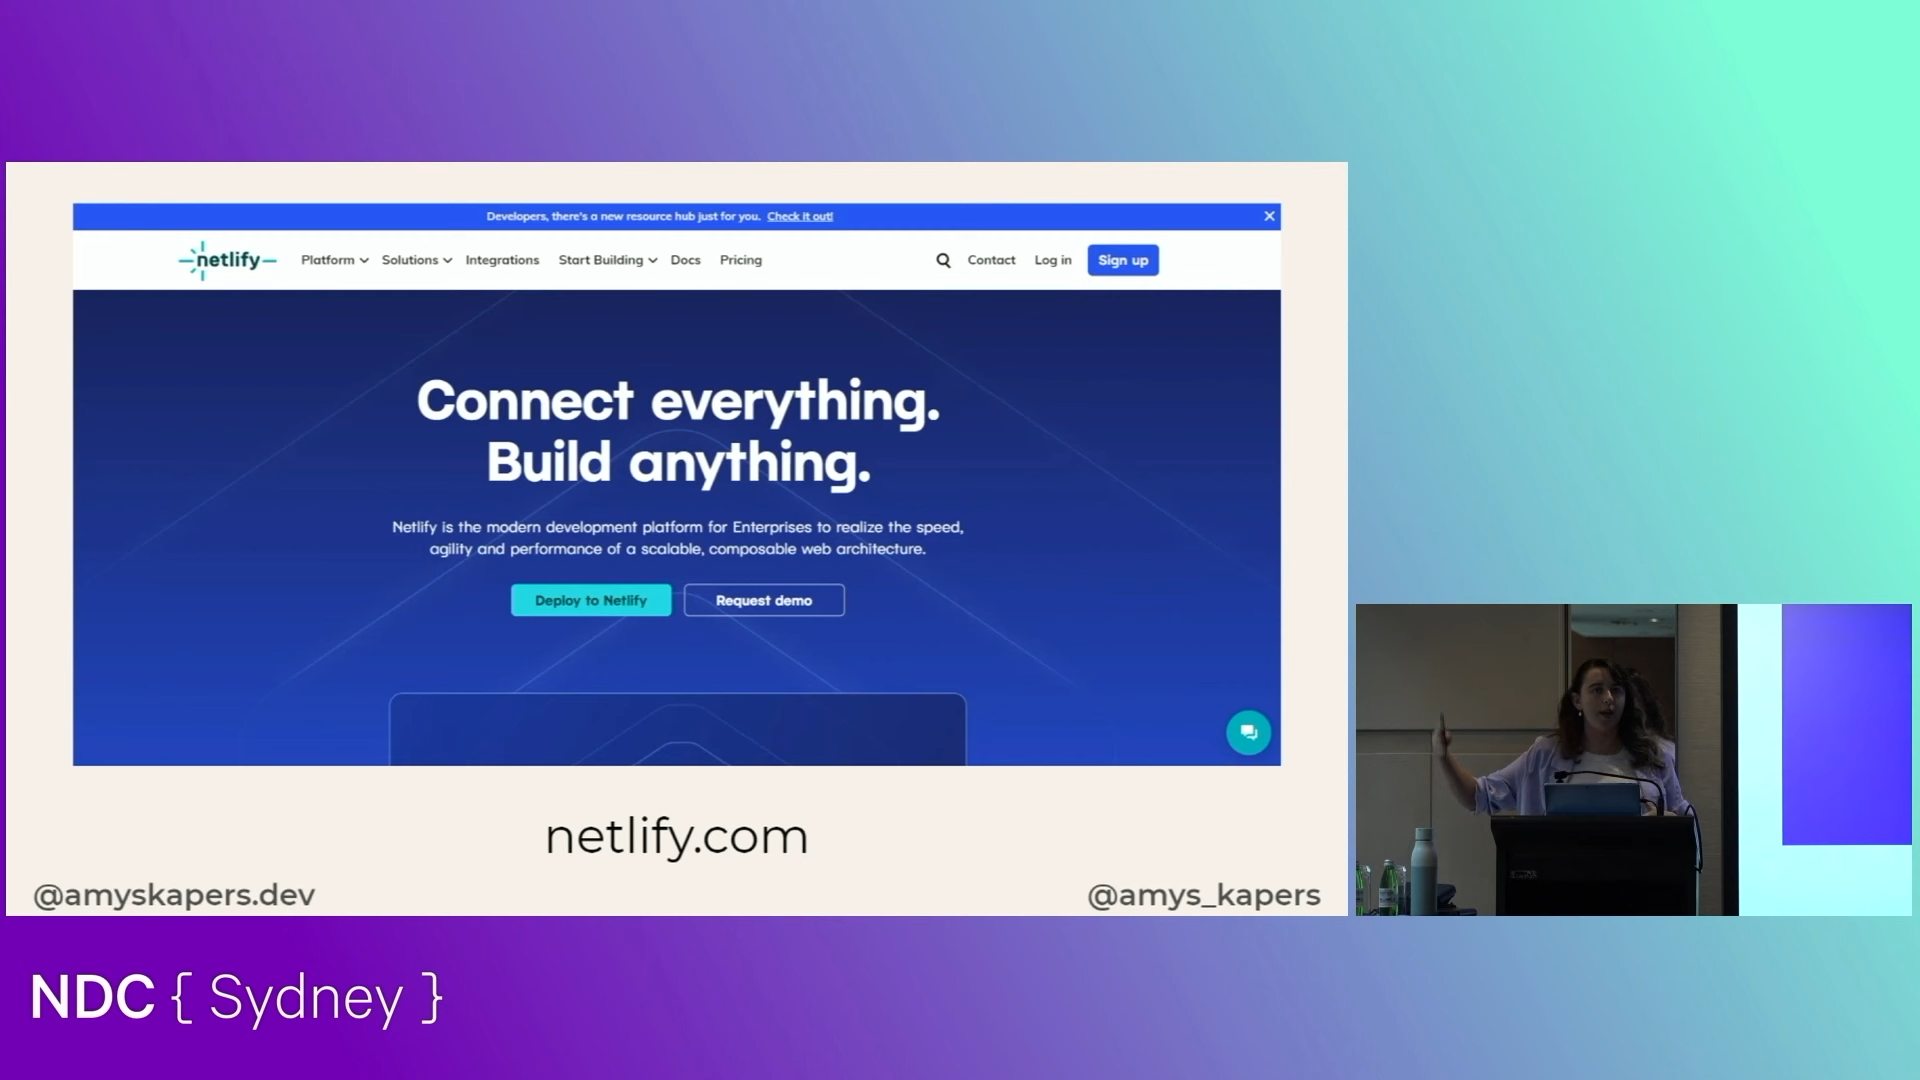 Developers, there's a new resource hub just for you. Check it out!
netlify
Platform Solutions Integrations Start Building Docs Pricing Contact Log in Sign up
Connect everything.
Build anything.
Netlify is the modern development platform for Enterprises to realize the speed,
agility and performance of a scalable, composable web architecture.
Deploy to Netlify Request demo
netlify.com
@amyskapers.dev @amys_kapers
NDC { Sydney }